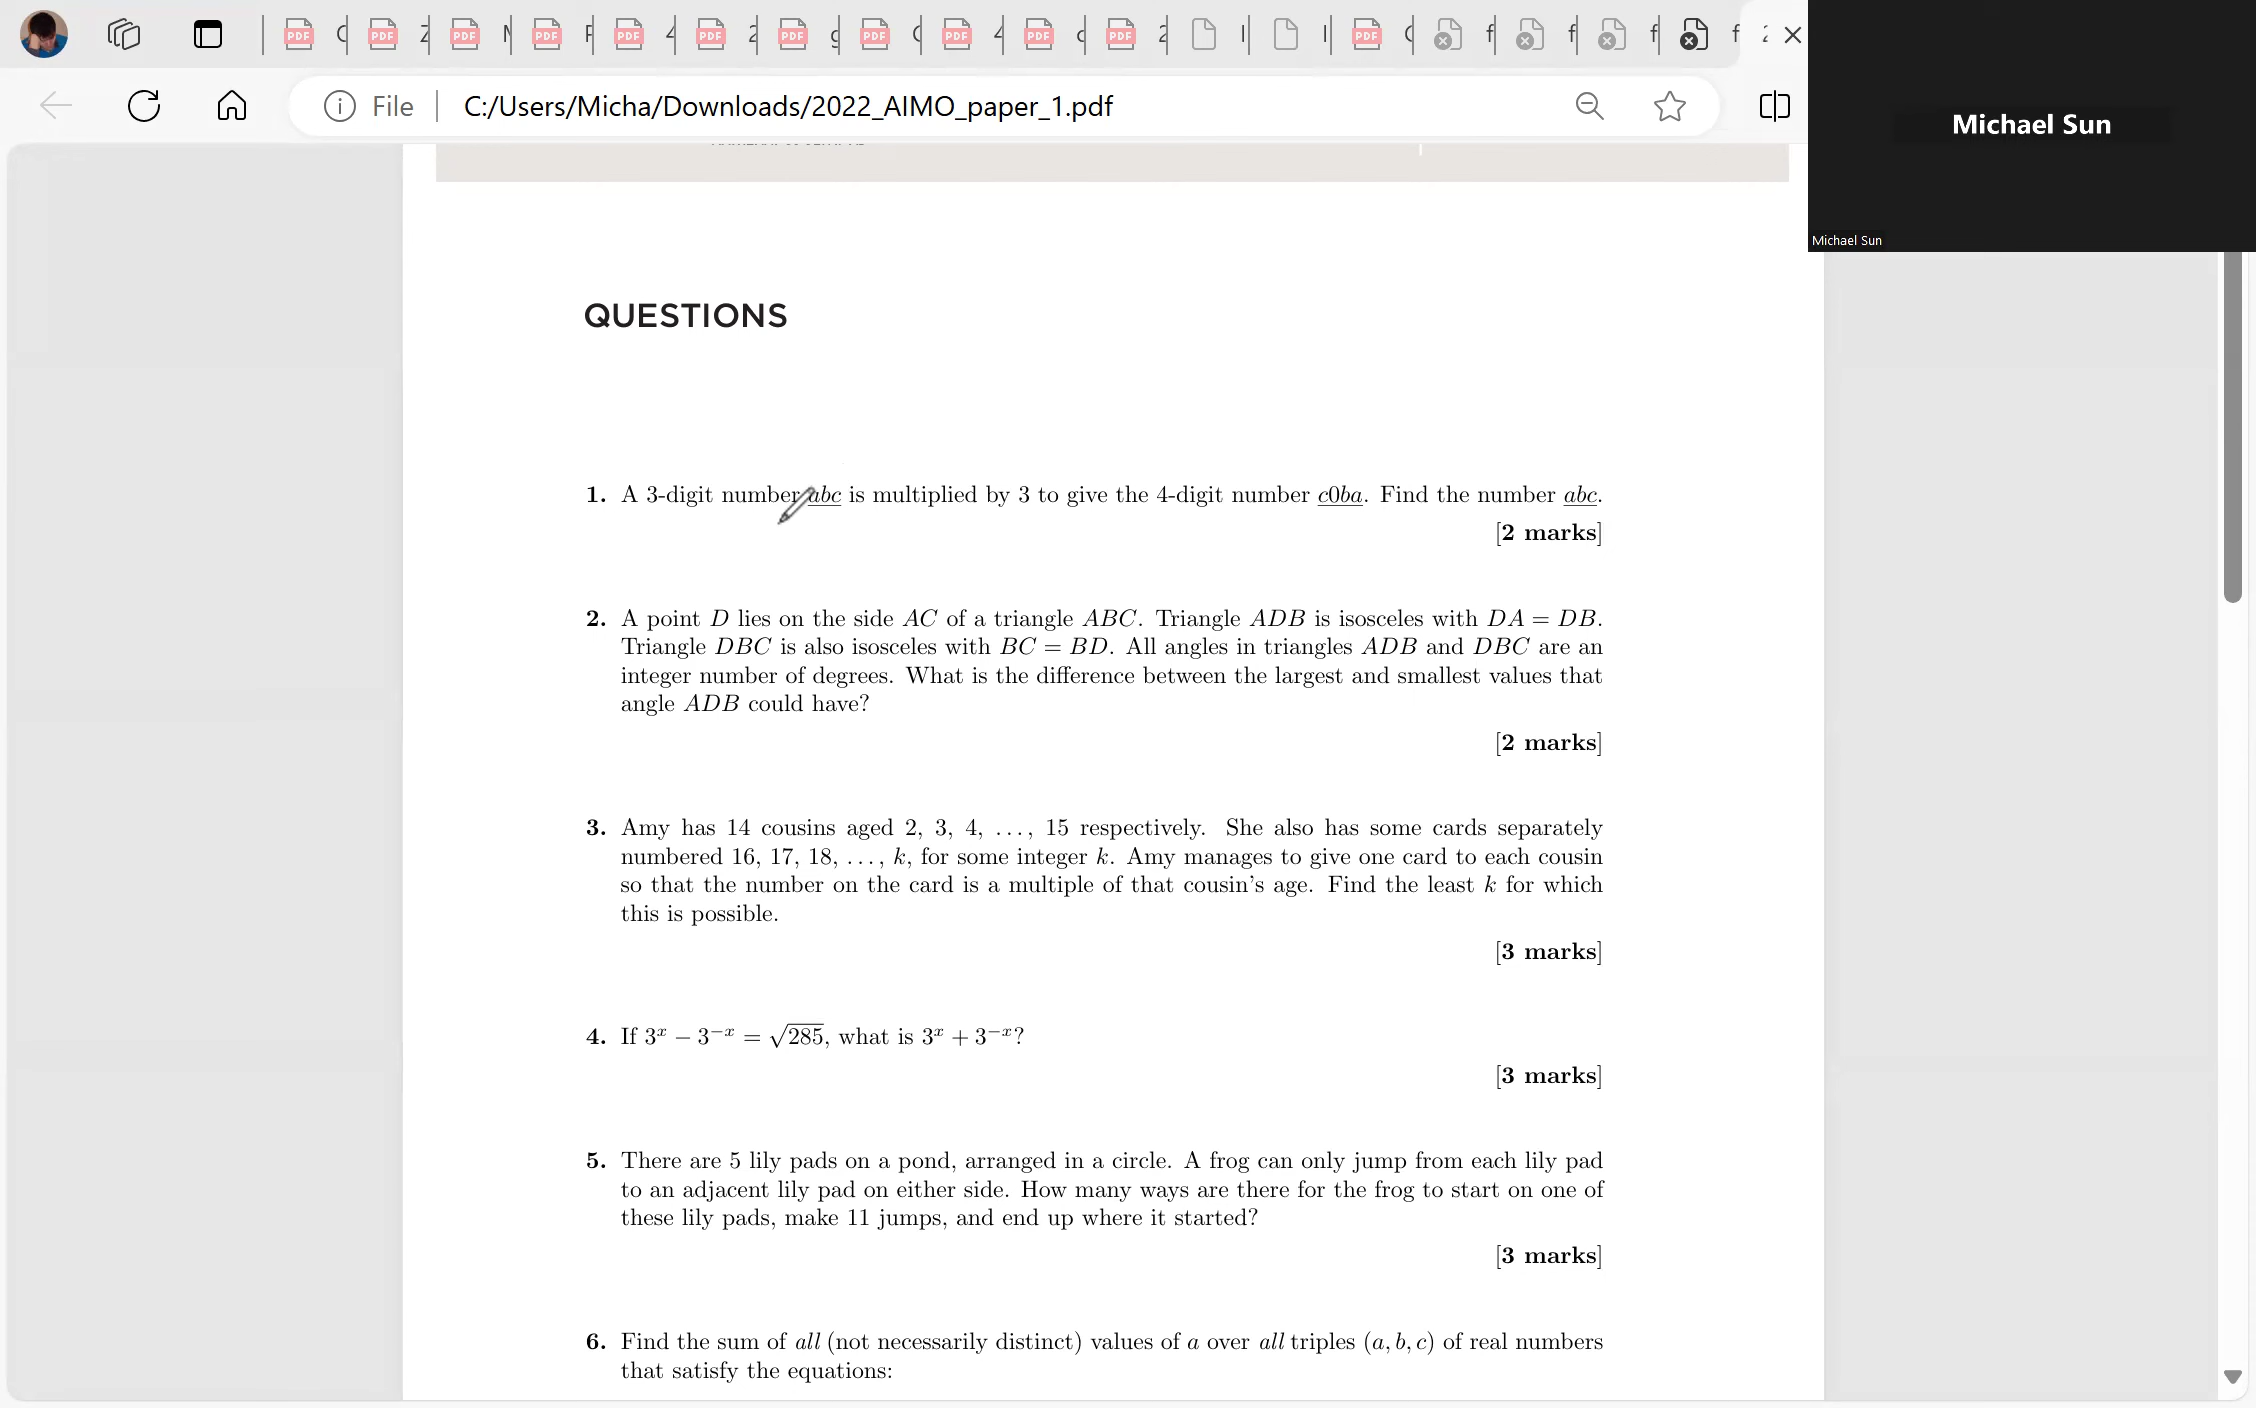 File
C:/Users/Micha/Downloads/2022_AIMO_paper_1.pdf
Michael Sun
Michael Sun
QUESTIONS
1. A 3-digit number abc is multiplied by 3 to give the 4-digit number c0ba. Find the number abc.
[2 marks]
2. A point D lies on the side AC of a triangle ABC. Triangle ADB is isosceles with DA = DB.
Triangle DBC is also isosceles with BC = BD. All angles in triangles ADB and DBC are an
integer number of degrees. What is the difference between the largest and smallest values that
angle ADB could have?
[2 marks]
3. Amy has 14 cousins aged 2, 3, 4, ..., 15 respectively. She also has some cards separately
numbered 16, 17, 18, ..., k, for some integer k. Amy manages to give one card to each cousin
so that the number on the card is a multiple of that cousin's age. Find the least k for which
this is possible.
[3 marks]
4. If 3ˣ − 3⁻ˣ = √285, what is 3ˣ + 3⁻ˣ?
[3 marks]
5. There are 5 lily pads on a pond, arranged in a circle. A frog can only jump from each lily pad
to an adjacent lily pad on either side. How many ways are there for the frog to start on one of
these lily pads, make 11 jumps, and end up where it started?
[3 marks]
6. Find the sum of all (not necessarily distinct) values of a over all triples (a, b, c) of real numbers
that satisfy the equations: